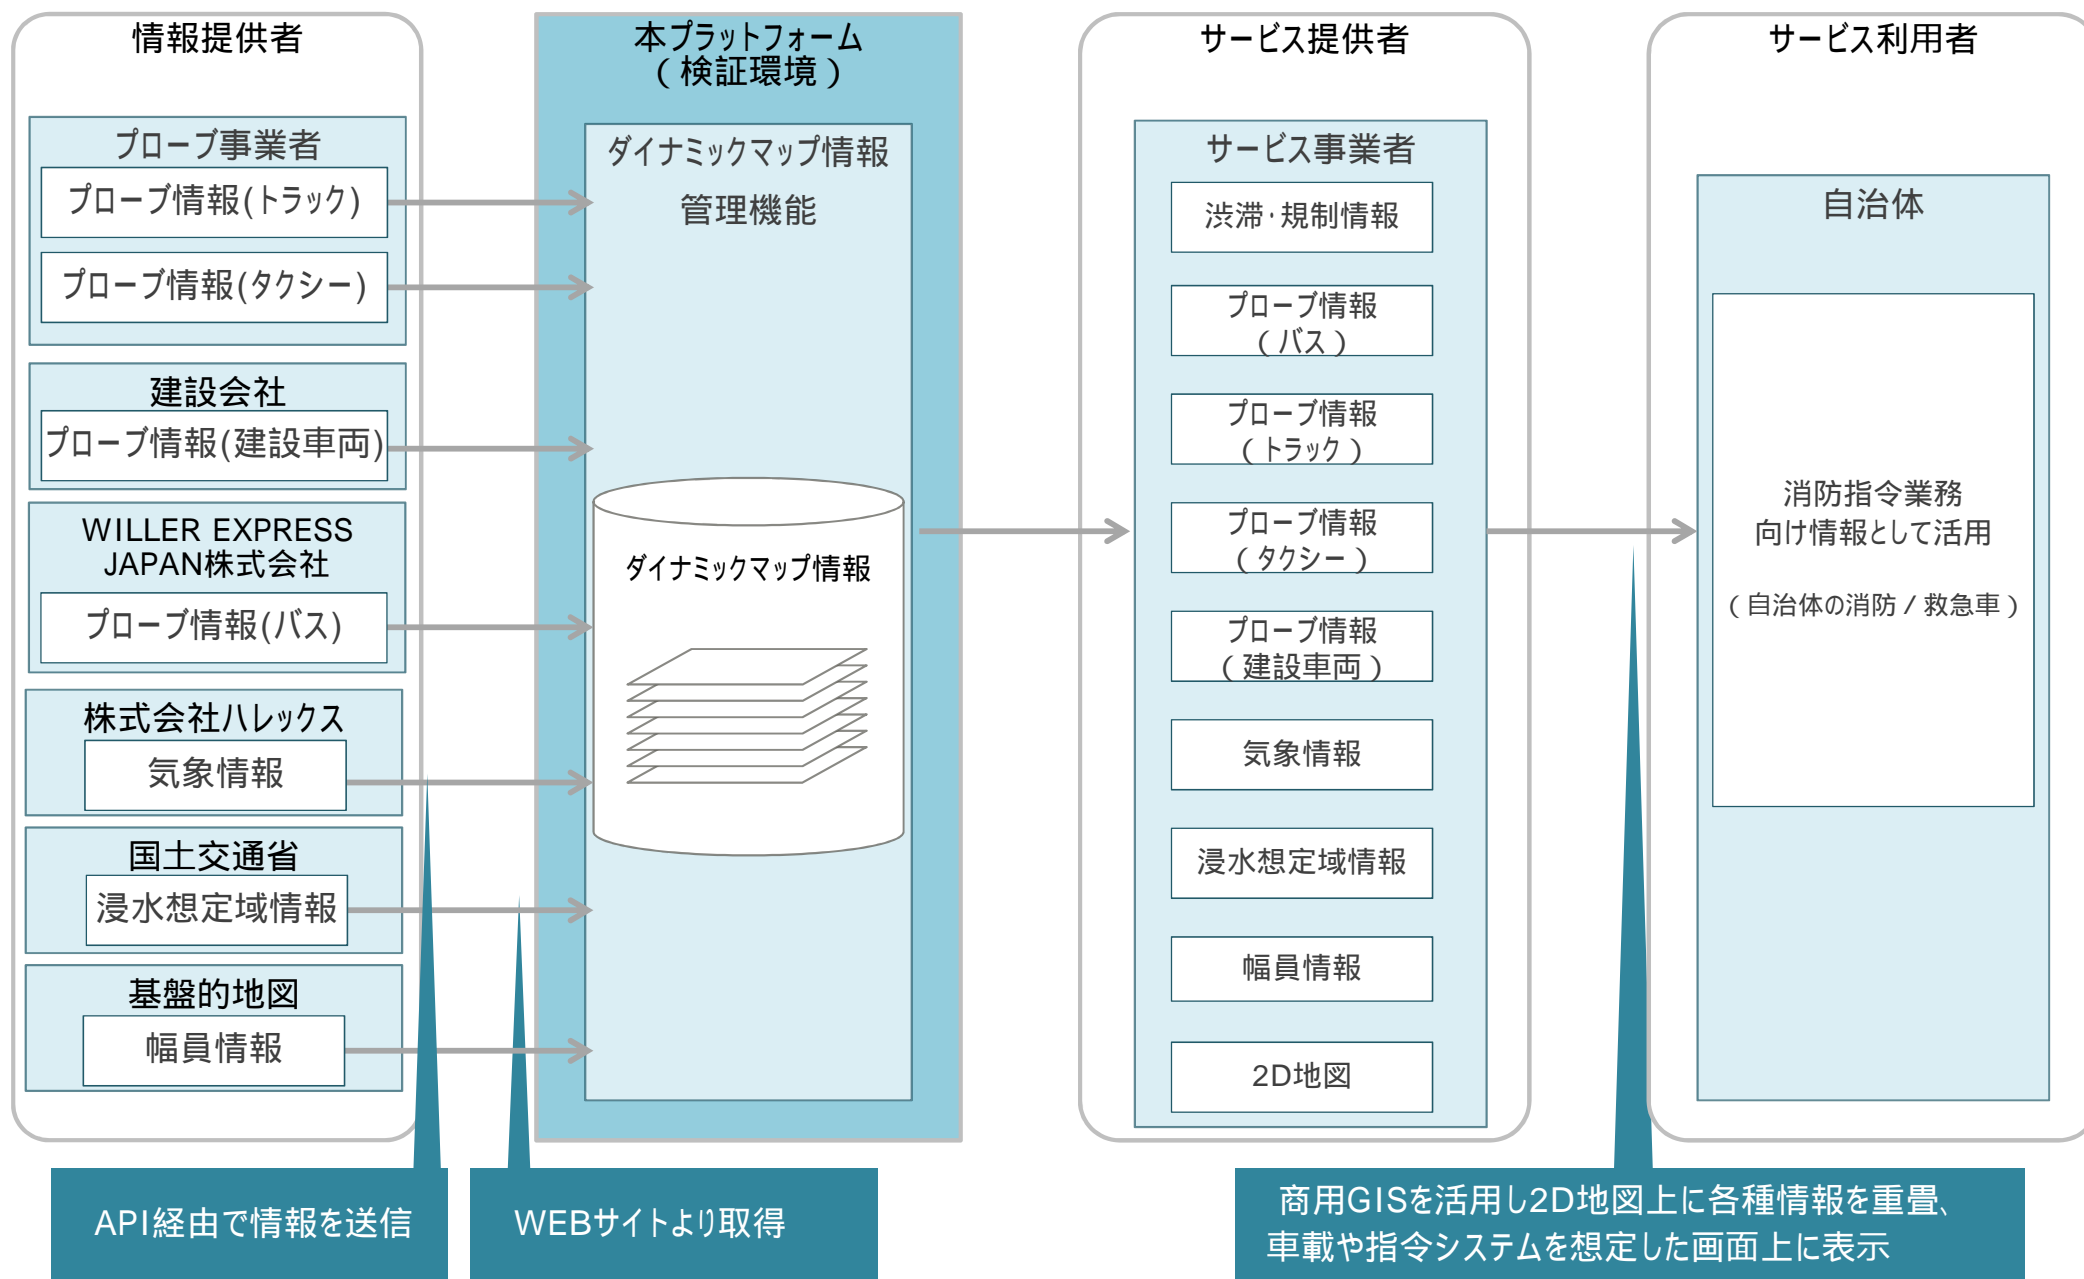 情報提供者
プローブ事業者
プローブ情報(トラック)
プローブ情報(タクシー)
建設会社
プローブ情報(建設車両)
WILLER EXPRESS
JAPAN株式会社
プローブ情報(バス)
株式会社ハレックス
気象情報
国土交通省
浸水想定域情報
基盤的地図
幅員情報
API経由で情報を送信
本プラットフォーム
(検証環境)
ダイナミックマップ情報
管理機能
ダイナミックマップ情報
WEBサイトより取得
サービス提供者
サービス事業者
渋滞・規制情報
プローブ情報
(バス)
プローブ情報
(トラック)
プローブ情報
(タクシー)
プローブ情報
(建設車両)
気象情報
浸水想定域情報
幅員情報
2D地図
サービス利用者
自治体
消防指令業務
向け情報として活用
(自治体の消防/救急車)
商用GISを活用し2D地図上に各種情報を重畳、
車載や指令システムを想定した画面上に表示